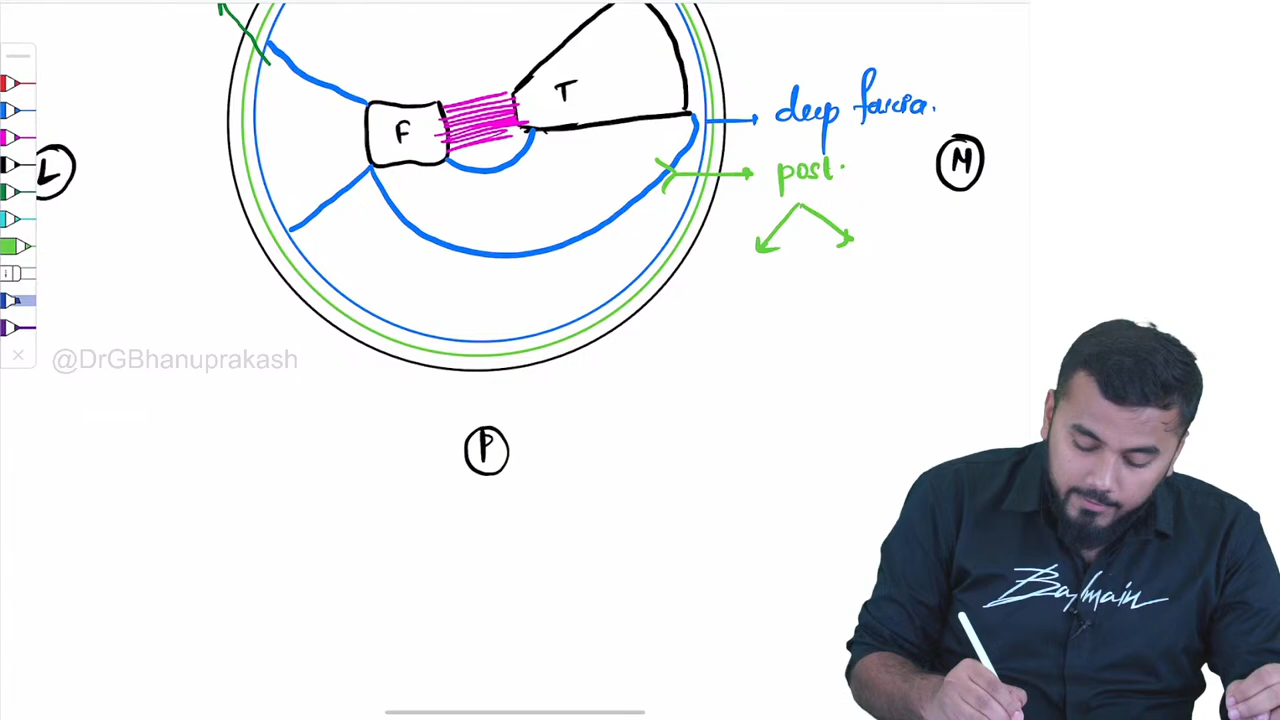 T
F
deep fascia.
L
post.
M
@DrGBhanuprakash
P
Balmain